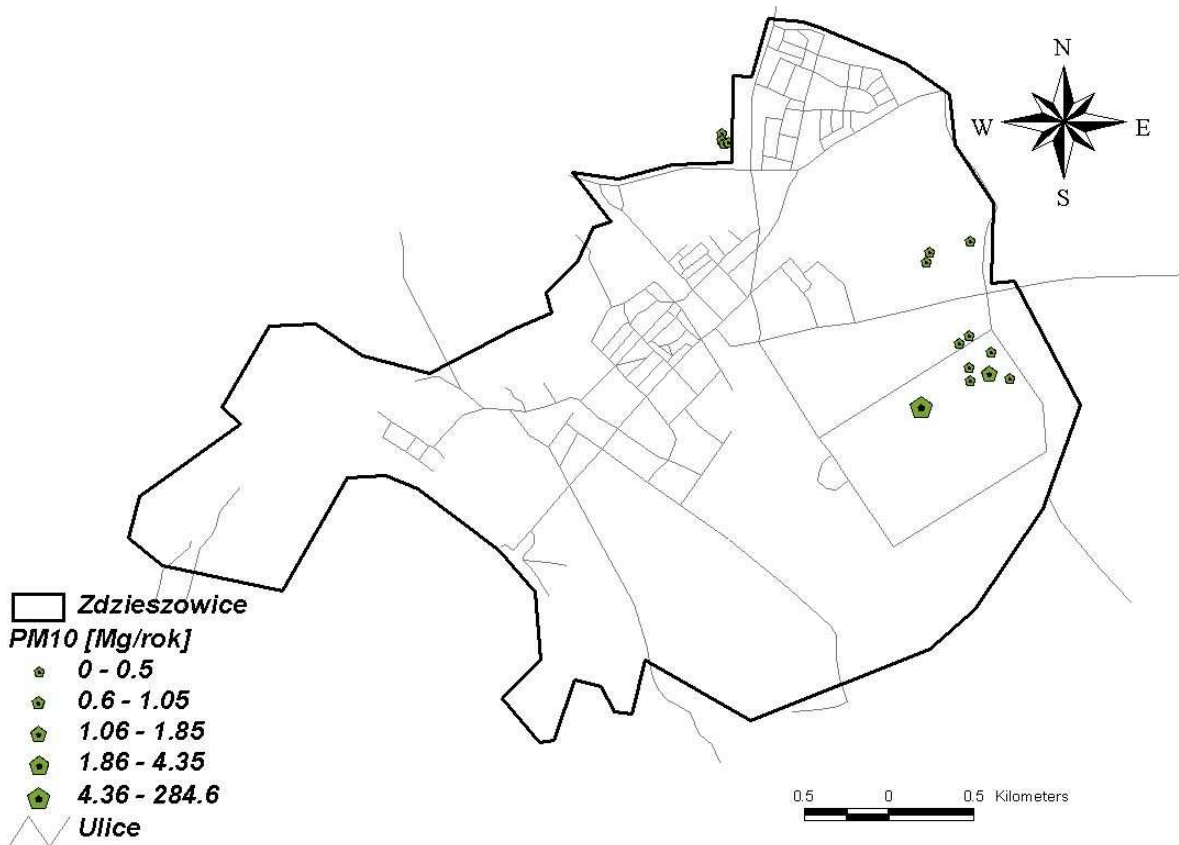 N
W E
S
Zdzieszowice
PM10 [Mg/rok]
0 - 0.5
0.6 - 1.05
1.06 - 1.85
1.86 - 4.35
4.36 - 284.6
Ulice
0.5 0 0.5 Kilometers